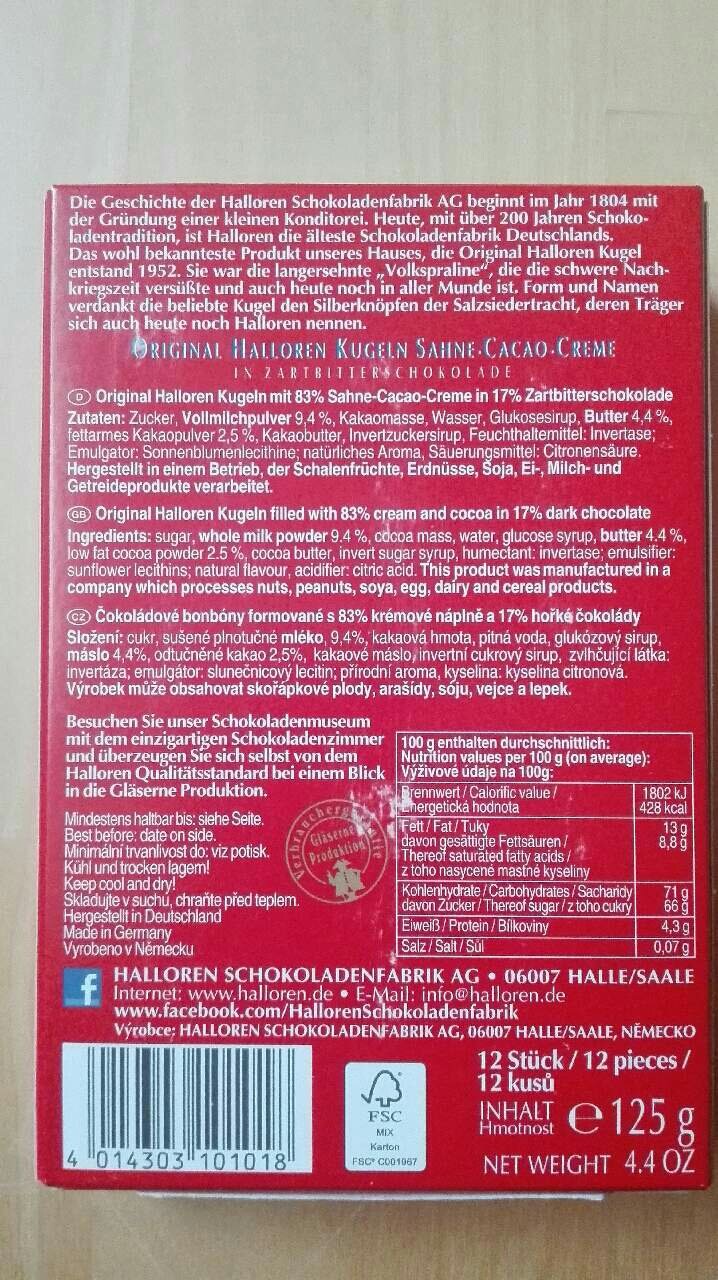 Die Geschichte der Halloren Schokoladenfabrik AG beginnt im Jahr 1804 mit
der Gründung einer kleinen Konditorei. Heute, mit über 200 Jahren Schoko-
ladentradition, ist Halloren die älteste Schokoladenfabrik Deutschlands.
Das wohl bekannteste Produkt unseres Hauses, die Original Halloren Kugel
entstand 1952. Sie war die langersehnte „Volkspraline“, die die schwere Nach-
kriegszeit versüßte und auch heute noch in aller Munde ist. Form und Namen
verdankt die beliebte Kugel den Silberknöpfen der Salzsiedertracht, deren Träger
sich auch heute noch Halloren nennen.
ORIGINAL HALLOREN KUGELN SAHNE-CACAO-CREME
IN ZARTBITTERSCHOKOLADE
D Original Halloren Kugeln mit 83% Sahne-Cacao-Creme in 17% Zartbitterschokolade
Zutaten: Zucker, Vollmilchpulver 9,4 %, Kakaomasse, Wasser, Glukosesirup, Butter 4,4 %,
fettarmes Kakaopulver 2,5 %, Kakaobutter, Invertzuckersirup, Feuchthaltemittel: Invertase;
Emulgator: Sonnenblumenlecithine; natürliches Aroma, Säuerungsmittel: Citronensäure.
Hergestellt in einem Betrieb, der Schalenfrüchte, Erdnüsse, Soja, Ei-, Milch- und
Getreideprodukte verarbeitet.
GB Original Halloren Kugeln filled with 83% cream and cocoa in 17% dark chocolate
Ingredients: sugar, whole milk powder 9.4 %, cocoa mass, water, glucose syrup, butter 4.4 %,
low fat cocoa powder 2.5 %, cocoa butter, invert sugar syrup, humectant: invertase; emulsifier:
sunflower lecithins; natural flavour, acidifier: citric acid. This product was manufactured in a
company which processes nuts, peanuts, soya, egg, dairy and cereal products.
CZ Čokoládové bonbóny formované s 83% krémové náplně a 17% hořké čokolády
Složení: cukr, sušené plnotučné mléko, 9,4%, kakaová hmota, pitná voda, glukózový sirup,
máslo 4,4%, odtučněné kakao 2,5%, kakaové máslo, invertní cukrový sirup, zvlhčující látka:
invertáza; emulgátor: slunečnicový lecitin; přírodní aroma, kyselina: kyselina citronová.
Výrobek může obsahovat skořápkové plody, arašídy, sóju, vejce a lepek.
Besuchen Sie unser Schokoladenmuseum
mit dem einzigartigen Schokoladenzimmer
und überzeugen Sie sich selbst von dem
Halloren Qualitätsstandard bei einem Blick
in die Gläserne Produktion.
Mindestens haltbar bis: siehe Seite.
Best before: date on side.
Minimální trvanlivost do: viz potisk.
Kühl und trocken lagern!
Keep cool and dry!
Skladujte v suchu, chraňte před teplem.
Hergestellt in Deutschland
Made in Germany
Vyrobeno v Německu
Gläserne
Produktion
100 g enthalten durchschnittlich:
Nutrition values per 100 g (on average):
Výživové údaje na 100g:
Brennwert / Calorific value / 1802 kJ
Energetická hodnota 428 kcal
Fett / Fat / Tuky 13 g
davon gesättigte Fettsäuren / 8,8 g
Thereof saturated fatty acids /
z toho nasycené mastné kyseliny
Kohlenhydrate / Carbohydrates / Sacharidy 71 g
davon Zucker / Thereof sugar / z toho cukry 66 g
Eiweiß / Protein / Bílkoviny 4,3 g
Salz / Salt / Sůl 0,07 g
f HALLOREN SCHOKOLADENFABRIK AG • 06007 HALLE/SAALE
Internet: www.halloren.de • E-Mail: info@halloren.de
www.facebook.com/HallorenSchokoladenfabrik
Výrobce: HALLOREN SCHOKOLADENFABRIK AG, 06007 HALLE/SAALE, NĚMECKO
12 Stück / 12 pieces /
12 kusů
INHALT
Hmotnost e 125 g
NET WEIGHT 4.4 OZ
FSC
MIX
Karton
FSC® C001967
4 014303 101018